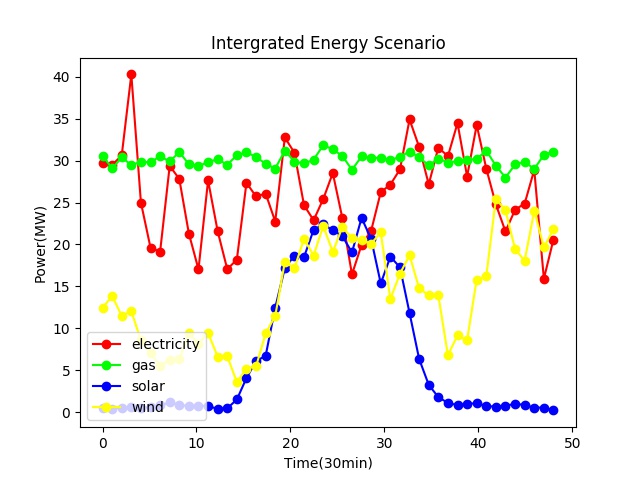 Intergrated Energy Scenario
Power(MW)
40
35
30
25
20
15
10
5
0
electricity
gas
solar
wind
0 10 20 30 40 50
Time(30min)